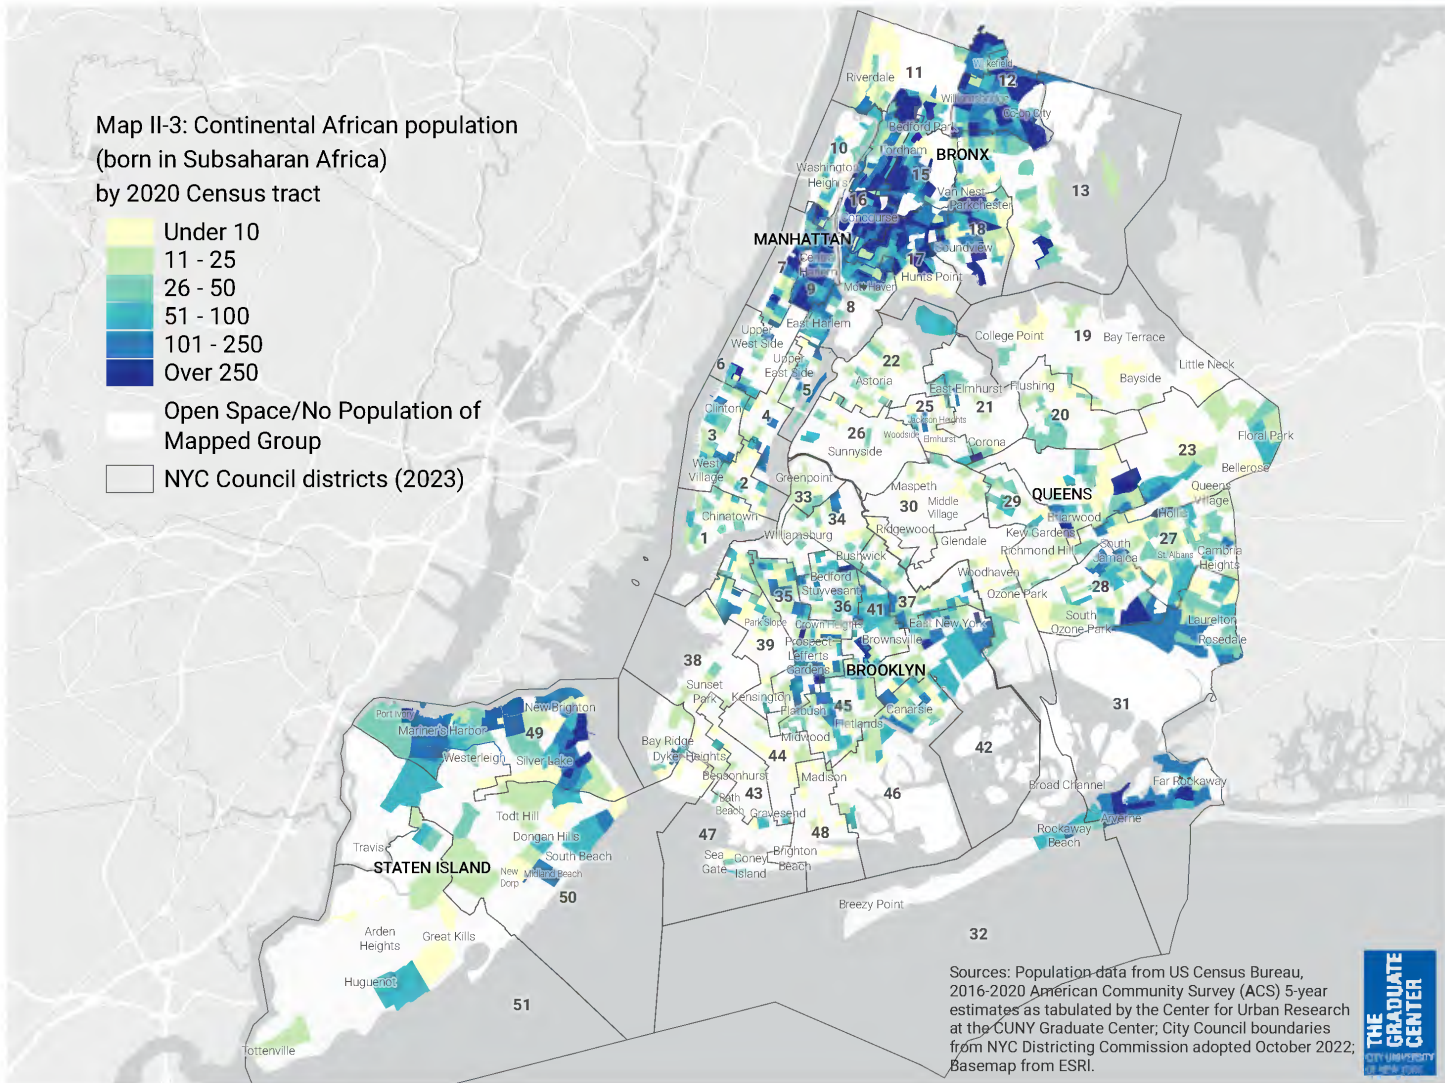 Map II-3: Continental African population
(born in Subsaharan Africa)
by 2020 Census tract
Under 10
11 - 25
26 - 50
51 - 100
101 - 250
Over 250
Open Space/No Population of
Mapped Group
NYC Council districts (2023)
Wakefield
11
12
Riverdale
Williamsbridge
Co-op City
Bedford Park
10
Fordham
BRONX
Washington
Heights
15
13
16
Van Nest
Parkchester
Concourse
18
MANHATTAN
Soundview
7
Central
Harlem
17
Hunts Point
9
Mott Haven
8
East Harlem
College Point
19
Bay Terrace
Upper
West Side
Upper
East Side
22
Little Neck
6
Astoria
Bayside
5
East Elmhurst
Flushing
Clinton
4
25
21
20
Jackson Heights
3
26
Woodside
Elmhurst
Corona
Floral Park
Sunnyside
23
West
Village
Bellerose
2
Greenpoint
Maspeth
QUEENS
Queens
Village
33
30
Middle
Village
29
Chinatown
34
Briarwood
Hollis
1
Williamsburg
Ridgewood
Kew Gardens
27
Glendale
Richmond Hill
South
Jamaica
St. Albans
Cambria
Heights
Bushwick
Woodhaven
Bedford
Stuyvesant
28
35
36
41
37
Ozone Park
Park Slope
Crown Heights
East New York
South
Ozone Park
Laurelton
39
Prospect
Lefferts
Gardens
Brownsville
Rosedale
38
BROOKLYN
Sunset
Park
Kensington
45
31
Port Ivory
New Brighton
Flatbush
Canarsie
Mariner's Harbor
49
Flatlands
Bay Ridge
Midwood
42
Westerleigh
Silver Lake
Dyker Heights
44
Bensonhurst
Madison
Broad Channel
Far Rockaway
43
46
Bath
Beach
Gravesend
Todt Hill
Arverne
Dongan Hills
47
48
Rockaway
Beach
Travis
South Beach
Sea
Gate
Coney
Island
Brighton
Beach
STATEN ISLAND
New
Dorp
Midland Beach
50
Breezy Point
Arden
Heights
Great Kills
32
Huguenot
51
Tottenville
Sources: Population data from US Census Bureau,
2016-2020 American Community Survey (ACS) 5-year
estimates as tabulated by the Center for Urban Research
at the CUNY Graduate Center; City Council boundaries
from NYC Districting Commission adopted October 2022;
Basemap from ESRI.
THE
GRADUATE
CENTER
CITY UNIVERSITY
OF NEW YORK